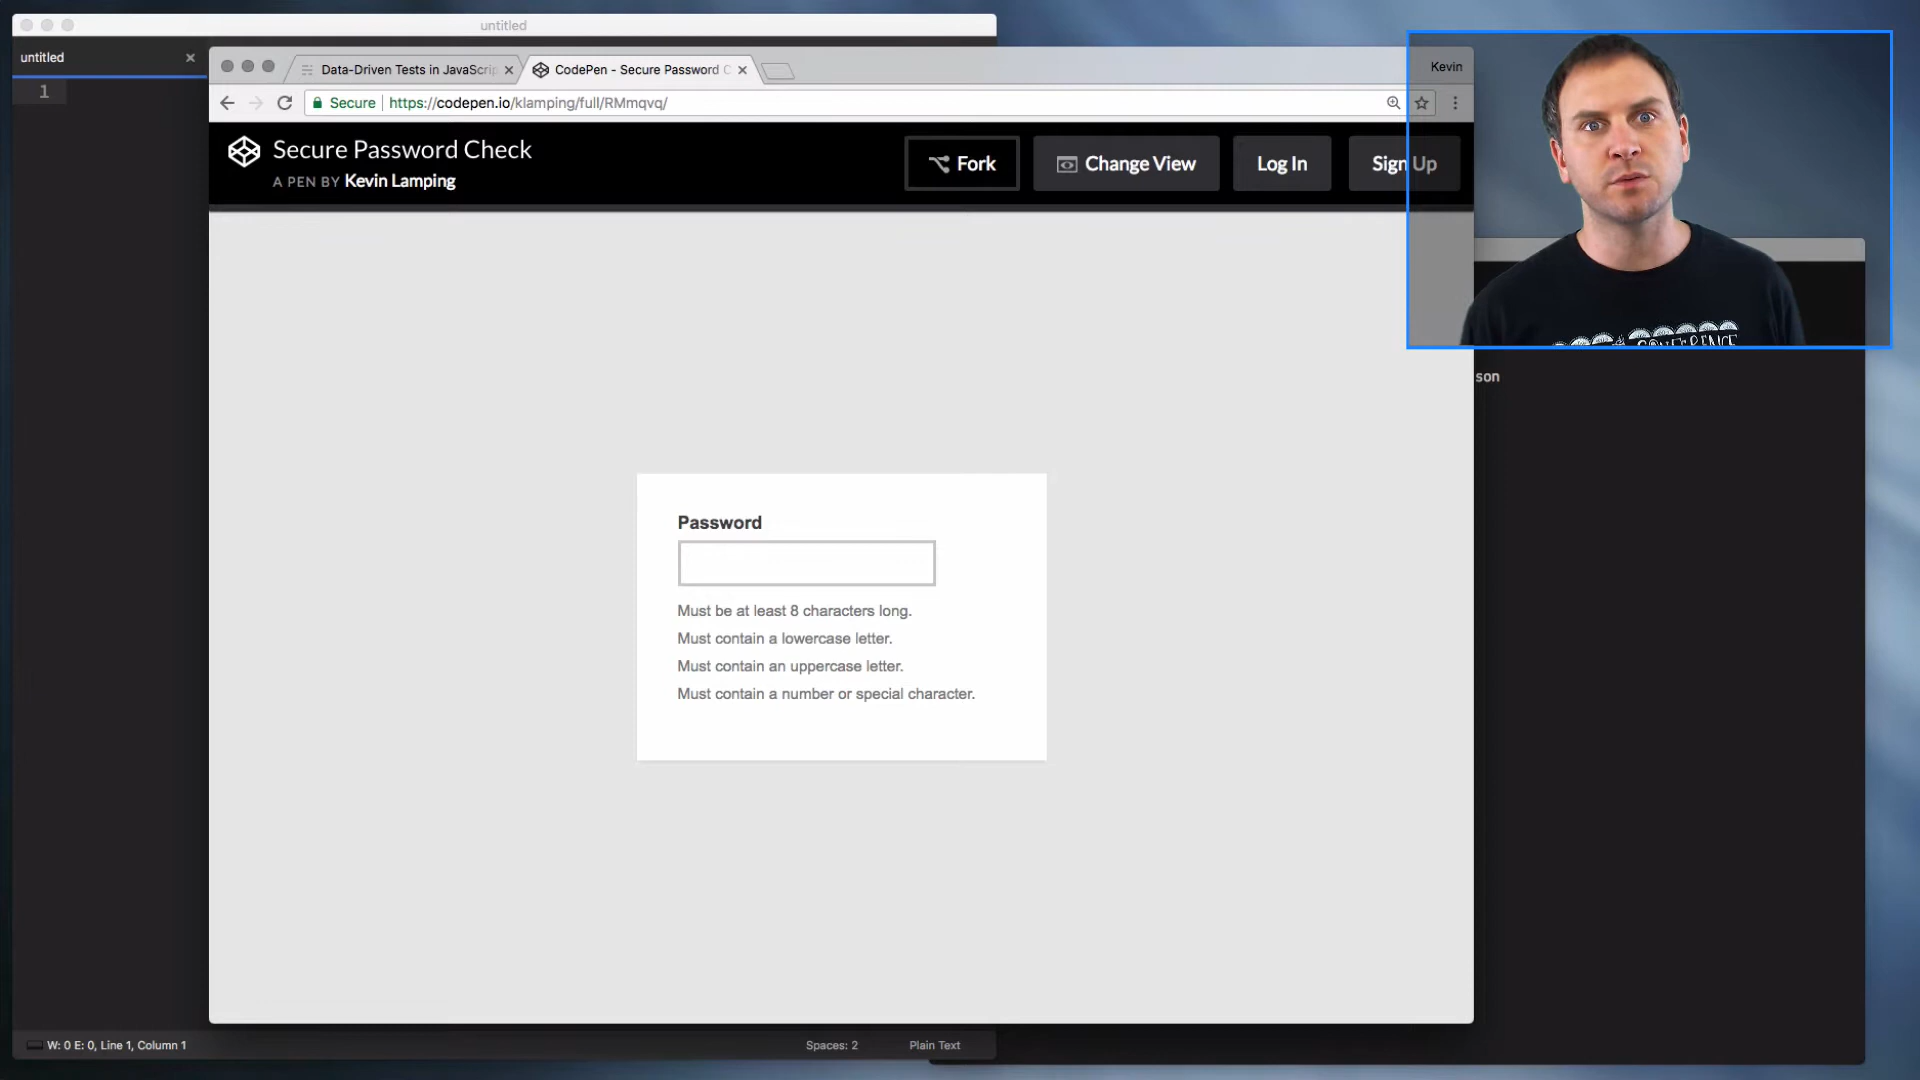 untitled
untitled
1
Data-Driven Tests in JavaScrip
CodePen - Secure Password C
Kevin
Secure
https://codepen.io/klamping/full/RMmqvq/
Secure Password Check
A PEN BY Kevin Lamping
Fork
Change View
Log In
Sign Up
CONFERENCE
son
Password
Must be at least 8 characters long.
Must contain a lowercase letter.
Must contain an uppercase letter.
Must contain a number or special character.
W: 0 E: 0, Line 1, Column 1
Spaces: 2
Plain Text